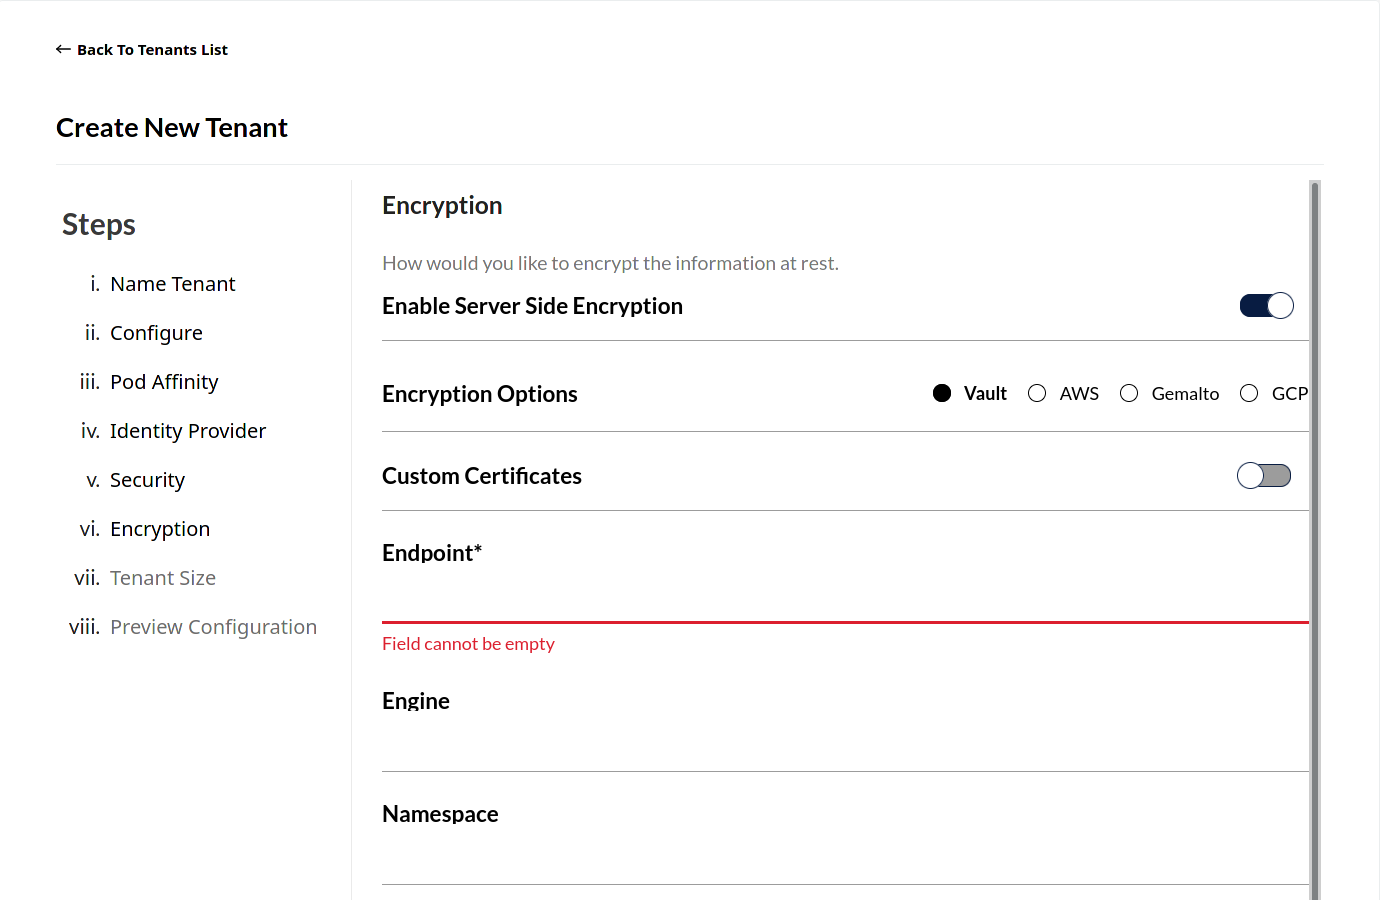 ← Back To Tenants List
Create New Tenant
Steps
i. Name Tenant
ii. Configure
iii. Pod Affinity
iv. Identity Provider
v. Security
vi. Encryption
vii. Tenant Size
viii. Preview Configuration
Encryption
How would you like to encrypt the information at rest.
Enable Server Side Encryption
Encryption Options Vault AWS Gemalto GCP
Custom Certificates
Endpoint*
Field cannot be empty
Engine
Namespace